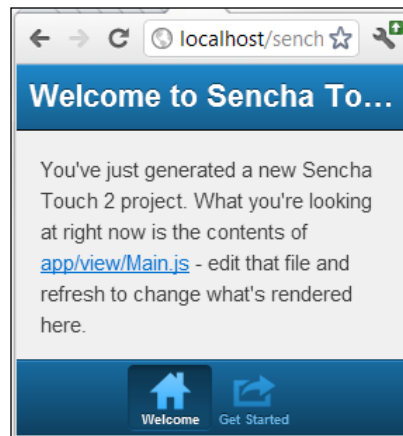 localhost/sench
Welcome to Sencha To...
You've just generated a new Sencha
Touch 2 project. What you're looking
at right now is the contents of
app/view/Main.js - edit that file and
refresh to change what's rendered
here.
Welcome Get Started